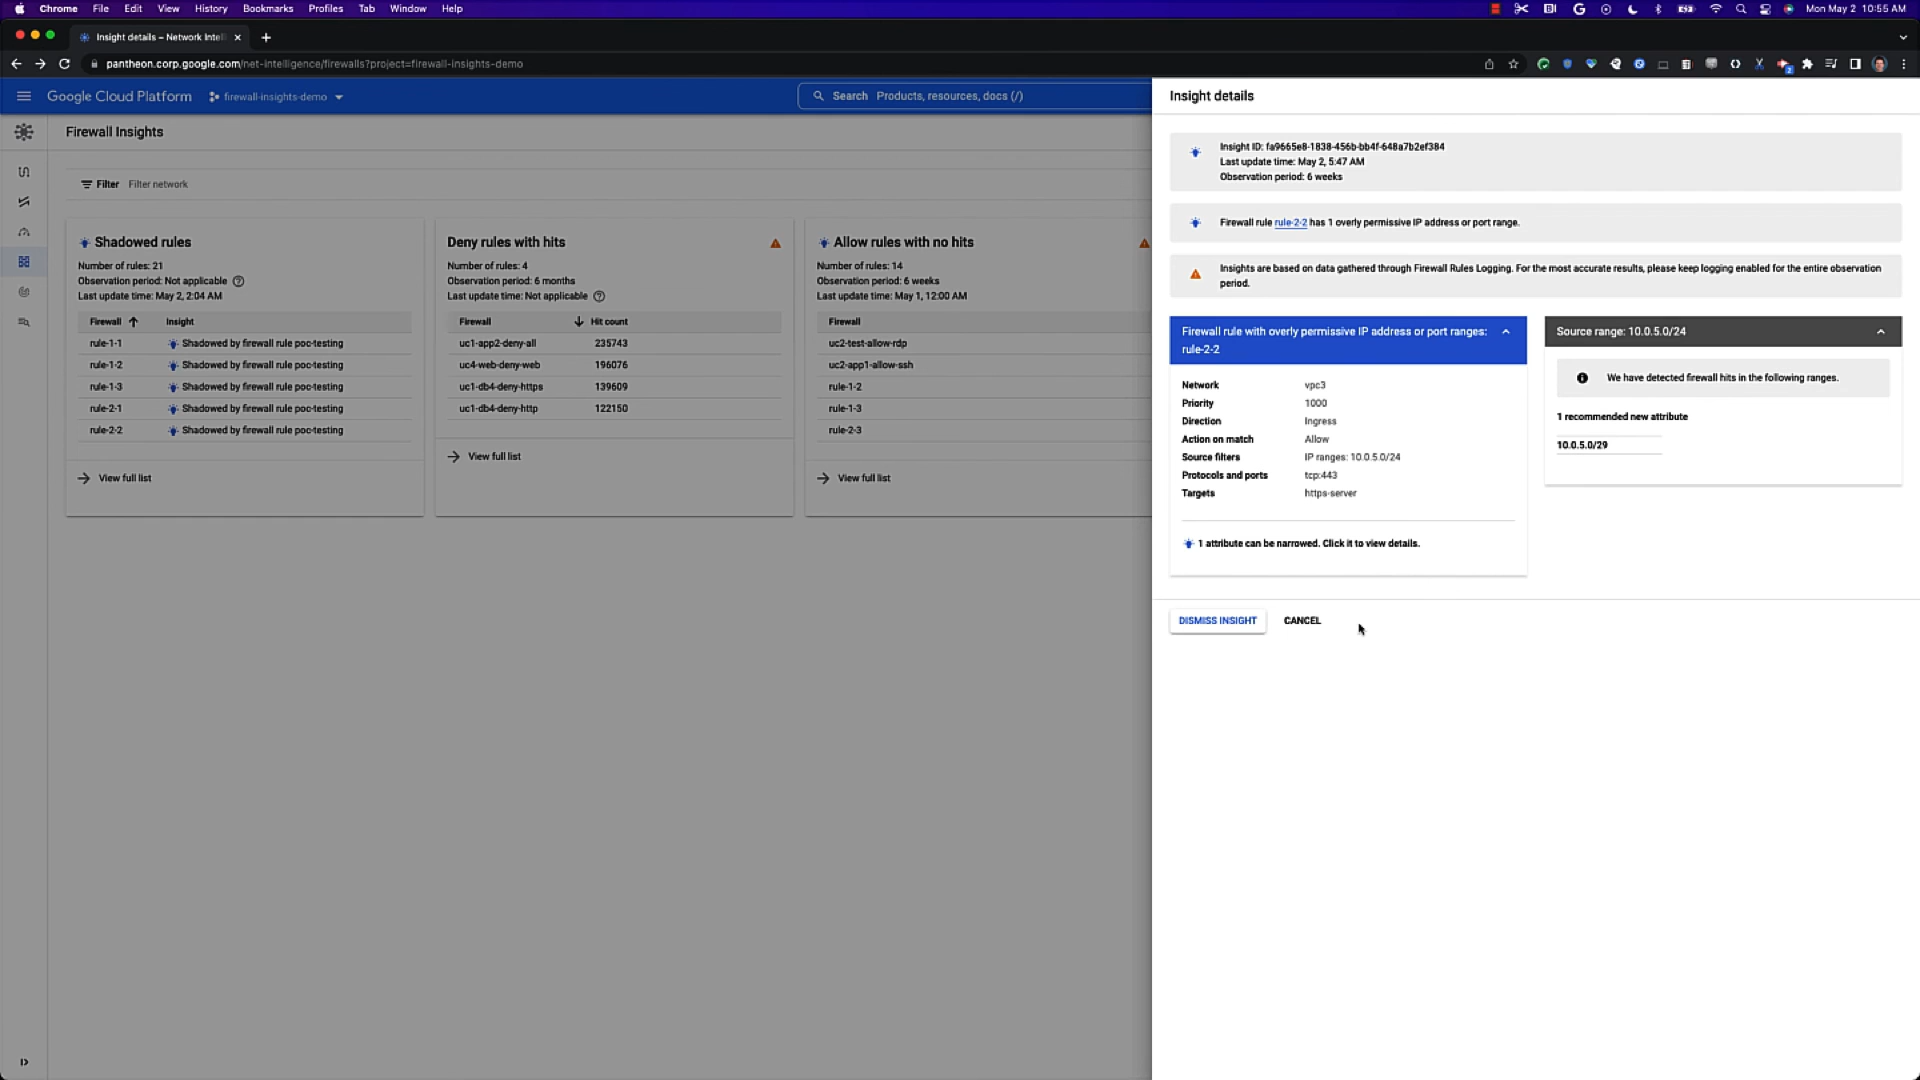 Chrome File Edit View History Bookmarks Profiles Tab Window Help
Mon May 2 10:55 AM
Insight details – Network Intel
pantheon.corp.google.com/net-intelligence/firewalls?project=firewall-insights-demo
Google Cloud Platform
firewall-insights-demo
Search Products, resources, docs (/)
Firewall Insights
Filter Filter network
Shadowed rules
Number of rules: 21
Observation period: Not applicable
Last update time: May 2, 2:04 AM
Firewall Insight
rule-1-1 Shadowed by firewall rule poc-testing
rule-1-2 Shadowed by firewall rule poc-testing
rule-1-3 Shadowed by firewall rule poc-testing
rule-2-1 Shadowed by firewall rule poc-testing
rule-2-2 Shadowed by firewall rule poc-testing
View full list
Deny rules with hits
Number of rules: 4
Observation period: 6 months
Last update time: Not applicable
Firewall Hit count
uc1-app2-deny-all 235743
uc4-web-deny-web 196076
uc1-db4-deny-https 139609
uc1-db4-deny-http 122150
View full list
Allow rules with no hits
Number of rules: 14
Observation period: 6 weeks
Last update time: May 1, 12:00 AM
Firewall
uc2-test-allow-rdp
uc2-app1-allow-ssh
rule-1-2
rule-1-3
rule-2-3
View full list
Insight details
Insight ID: fa9665e8-1838-456b-bb4f-648a7b2ef384
Last update time: May 2, 5:47 AM
Observation period: 6 weeks
Firewall rule rule-2-2 has 1 overly permissive IP address or port range.
Insights are based on data gathered through Firewall Rules Logging. For the most accurate results, please keep logging enabled for the entire observation
period.
Firewall rule with overly permissive IP address or port ranges:
rule-2-2
Network vpc3
Priority 1000
Direction Ingress
Action on match Allow
Source filters IP ranges: 10.0.5.0/24
Protocols and ports tcp:443
Targets https-server
1 attribute can be narrowed. Click it to view details.
Source range: 10.0.5.0/24
We have detected firewall hits in the following ranges.
1 recommended new attribute
10.0.5.0/29
DISMISS INSIGHT CANCEL